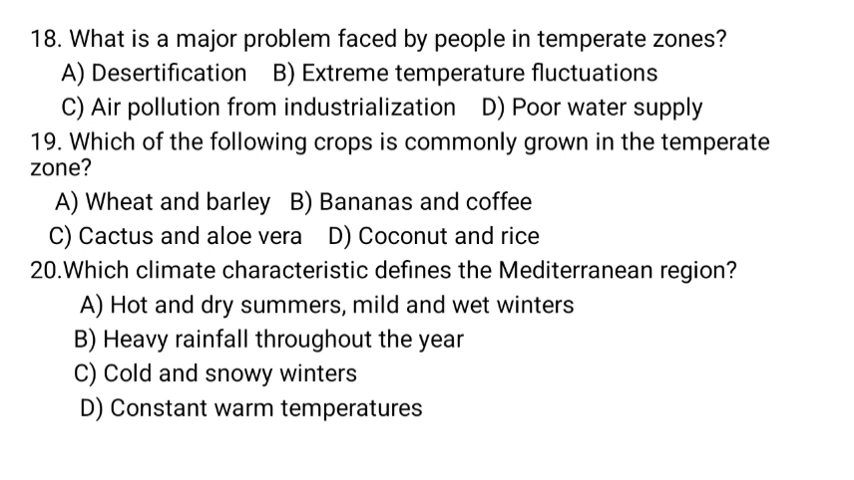 18. What is a major problem faced by people in temperate zones?
A) Desertification B) Extreme temperature fluctuations
C) Air pollution from industrialization D) Poor water supply
19. Which of the following crops is commonly grown in the temperate
zone?
A) Wheat and barley B) Bananas and coffee
C) Cactus and aloe vera D) Coconut and rice
20.Which climate characteristic defines the Mediterranean region?
A) Hot and dry summers, mild and wet winters
B) Heavy rainfall throughout the year
C) Cold and snowy winters
D) Constant warm temperatures